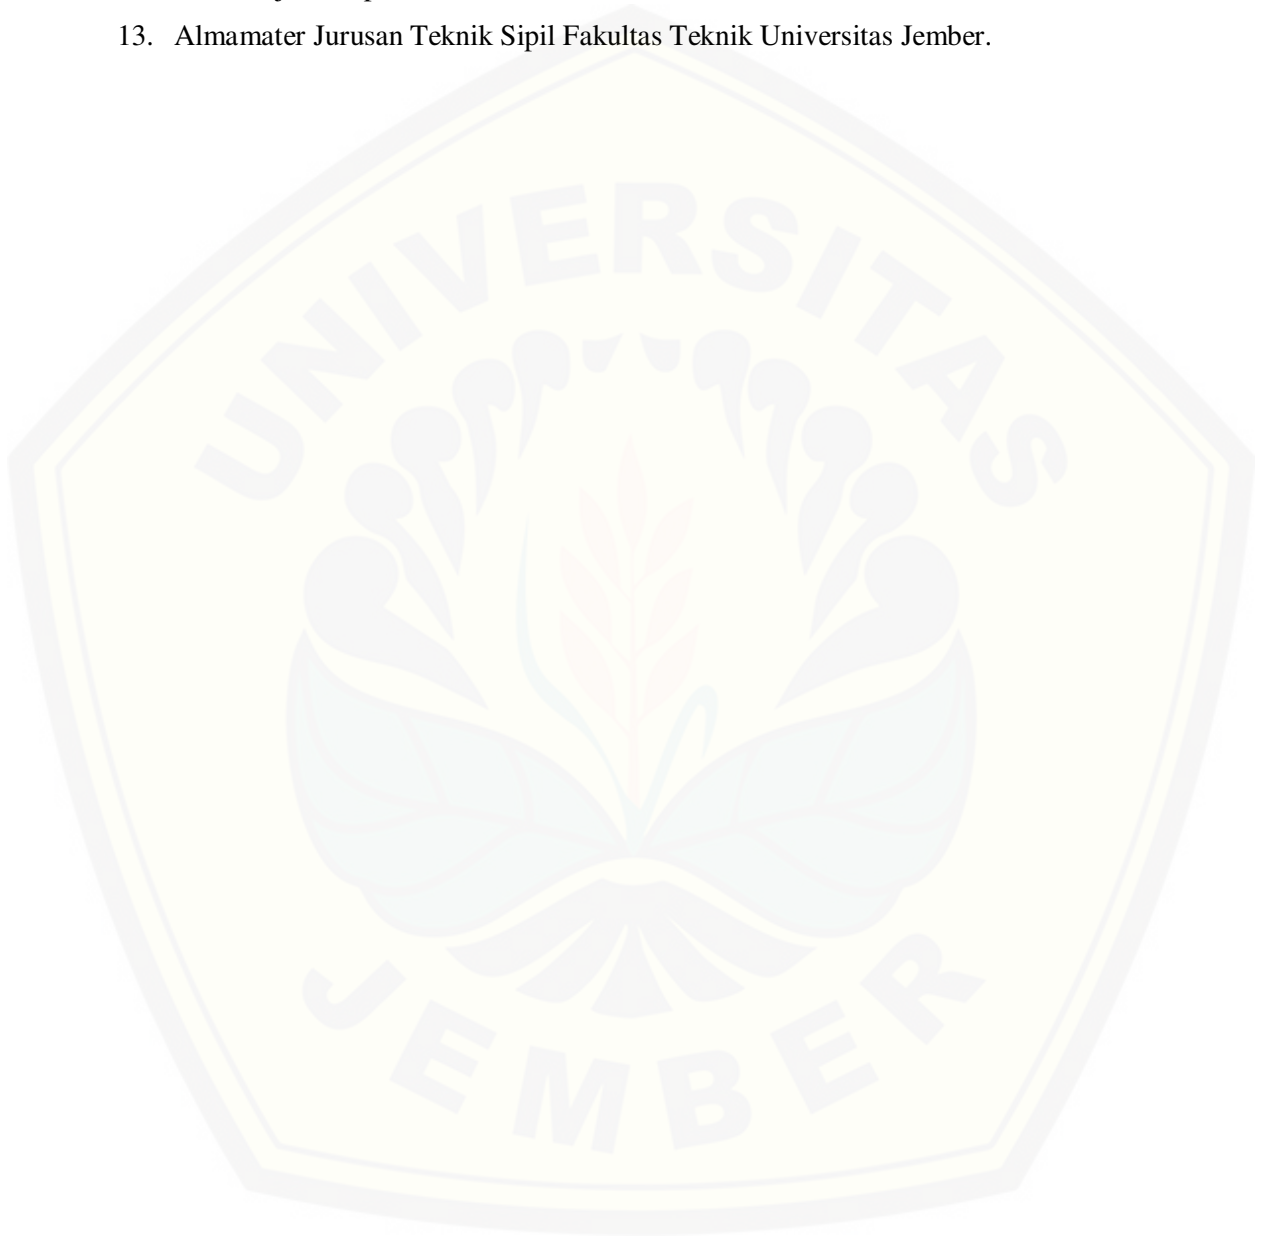 13. Almamater Jurusan Teknik Sipil Fakultas Teknik Universitas Jember.
UNIVERSITAS
JEMBER